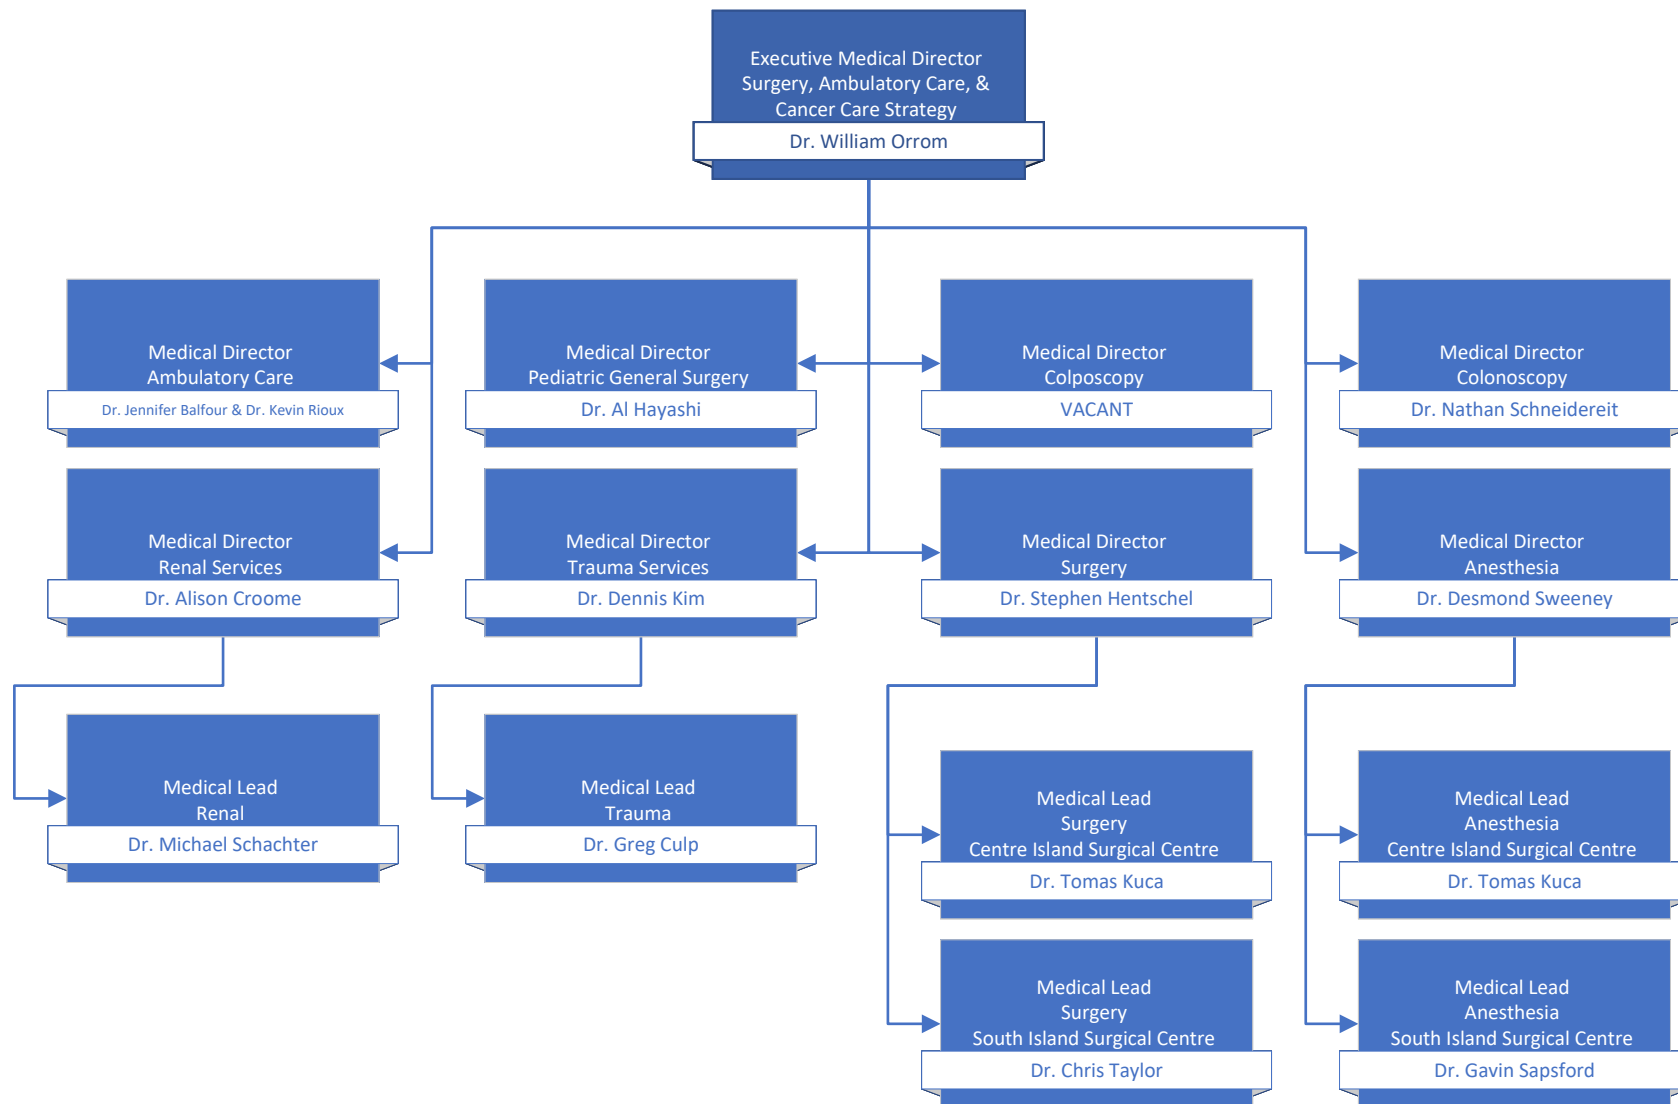 Executive Medical Director
Surgery, Ambulatory Care, &
Cancer Care Strategy
Dr. William Orrom
Medical Director
Ambulatory Care
Dr. Jennifer Balfour & Dr. Kevin Rioux
Medical Director
Pediatric General Surgery
Dr. Al Hayashi
Medical Director
Colposcopy
VACANT
Medical Director
Colonoscopy
Dr. Nathan Schneidereit
Medical Director
Renal Services
Dr. Alison Croome
Medical Director
Trauma Services
Dr. Dennis Kim
Medical Director
Surgery
Dr. Stephen Hentschel
Medical Director
Anesthesia
Dr. Desmond Sweeney
Medical Lead
Renal
Dr. Michael Schachter
Medical Lead
Trauma
Dr. Greg Culp
Medical Lead
Surgery
Centre Island Surgical Centre
Dr. Tomas Kuca
Medical Lead
Anesthesia
Centre Island Surgical Centre
Dr. Tomas Kuca
Medical Lead
Surgery
South Island Surgical Centre
Dr. Chris Taylor
Medical Lead
Anesthesia
South Island Surgical Centre
Dr. Gavin Sapsford